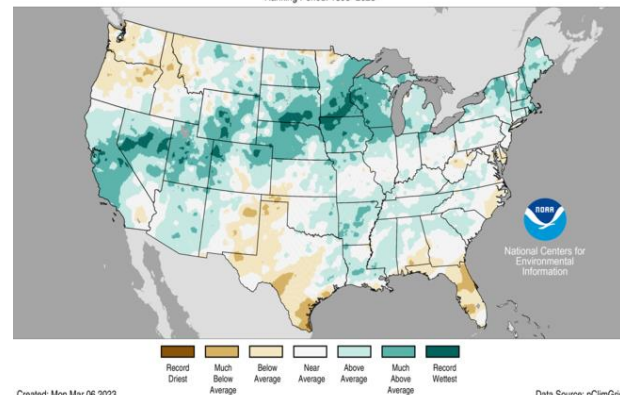 NOAA
National Centers for
Environmental
Information
Record
Driest
Much
Below
Average
Below
Average
Near
Average
Above
Average
Much
Above
Average
Record
Wettest
Created: Mon Mar 06 2023
Data Source: